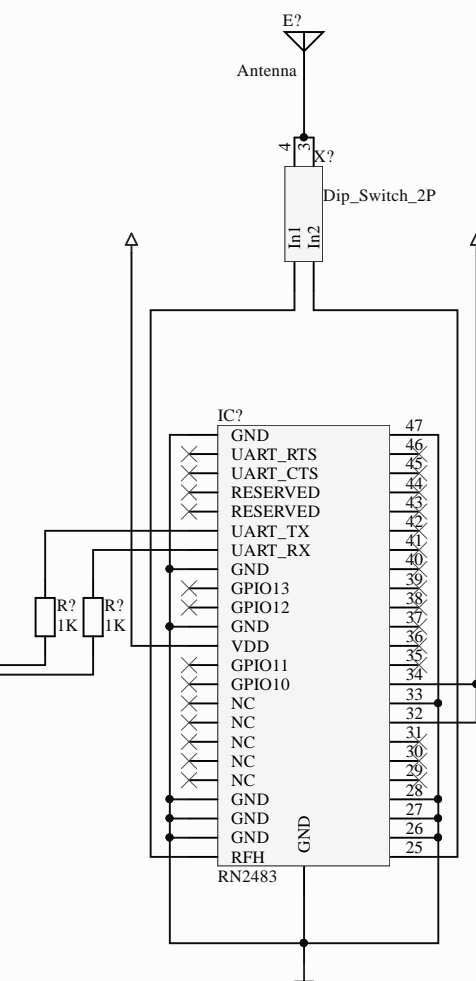 E?
Antenna
4
3
X?
Dip_Switch_2P
In1
In2
IC?
GND 47
UART_RTS 46
UART_CTS 45
RESERVED 44
RESERVED 43
UART_TX 42
UART_RX 41
GND 40
GPIO13 39
R? R?
GPIO12 38
1K 1K
GND 37
VDD 36
GPIO11 35
GPIO10 34
NC 33
NC 32
NC 31
NC 30
NC 29
GND 28
GND 27
GND 26
RFH 25
GND
RN2483